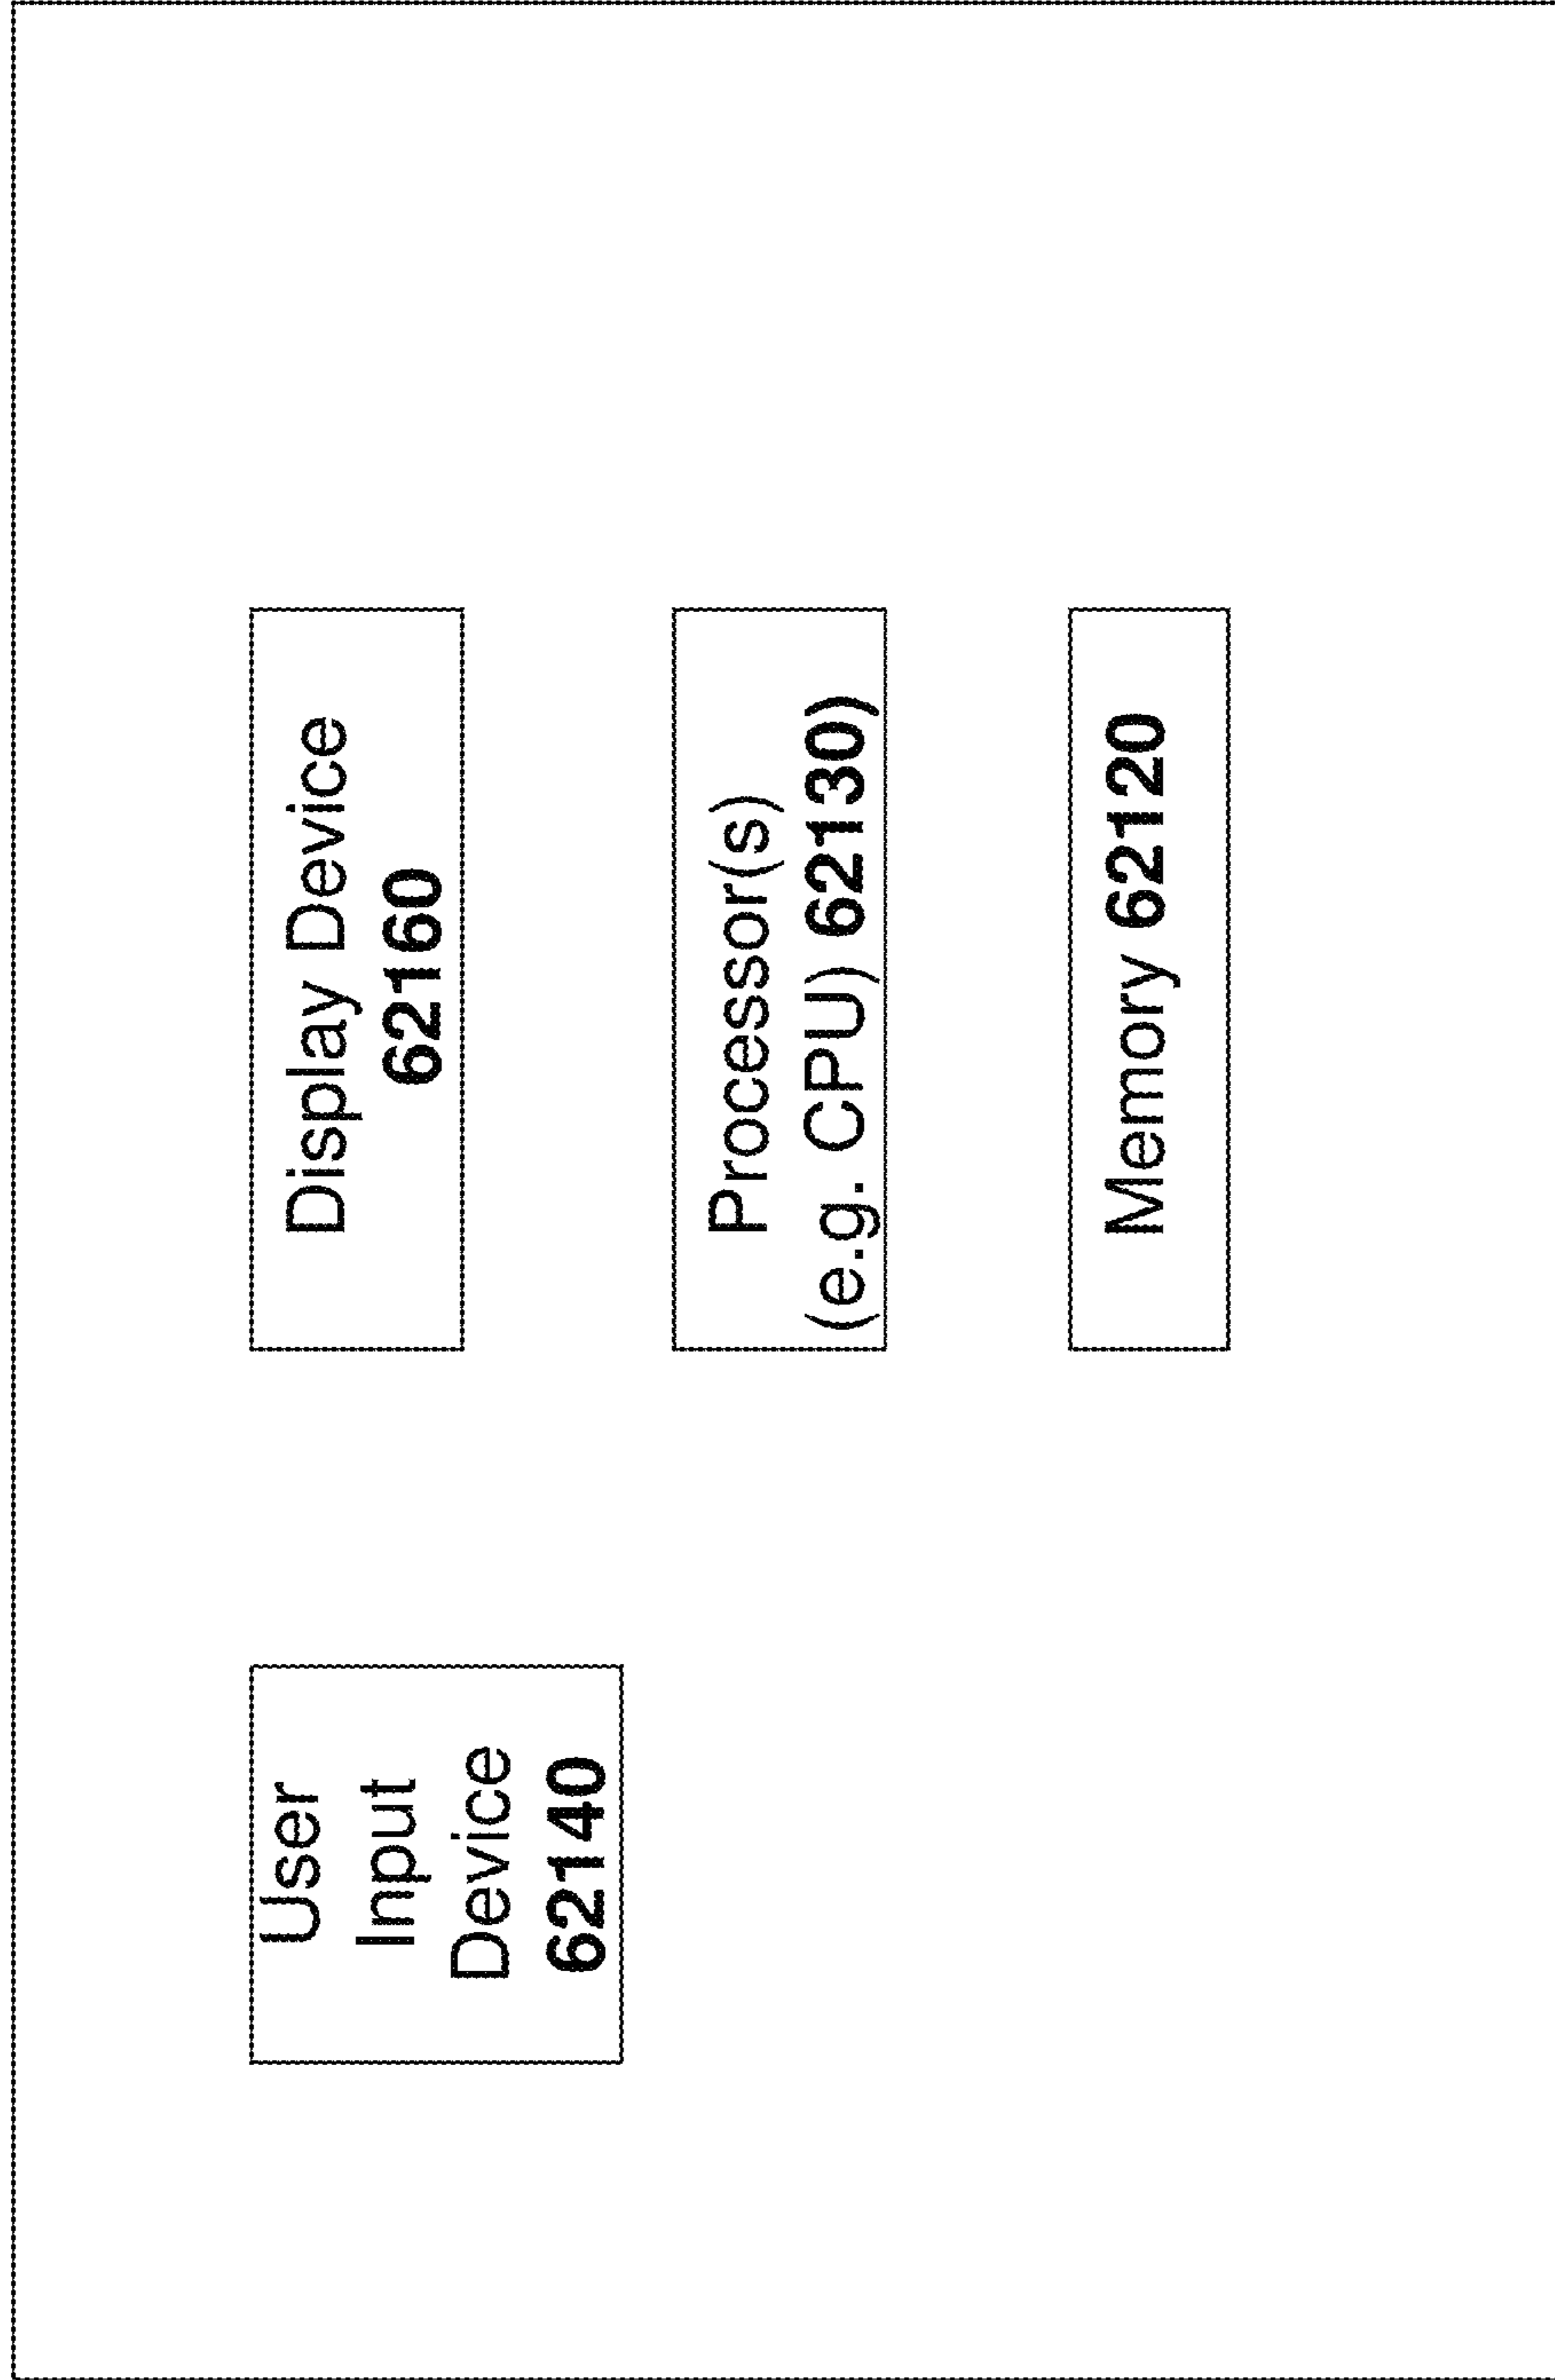 User
Input
Device
62140
Display Device
62160
Processor(s)
(e.g. CPU) 62130)
Memory 62120